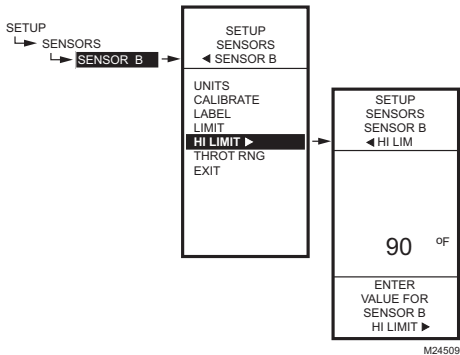 SETUP
SENSORS
SENSOR B
SETUP
SENSORS
◄ SENSOR B
UNITS
CALIBRATE
LABEL
LIMIT
HI LIMIT ►
THROT RNG
EXIT
SETUP
SENSORS
SENSOR B
◄ HI LIM
90 ºF
ENTER
VALUE FOR
SENSOR B
HI LIMIT ►
M24509